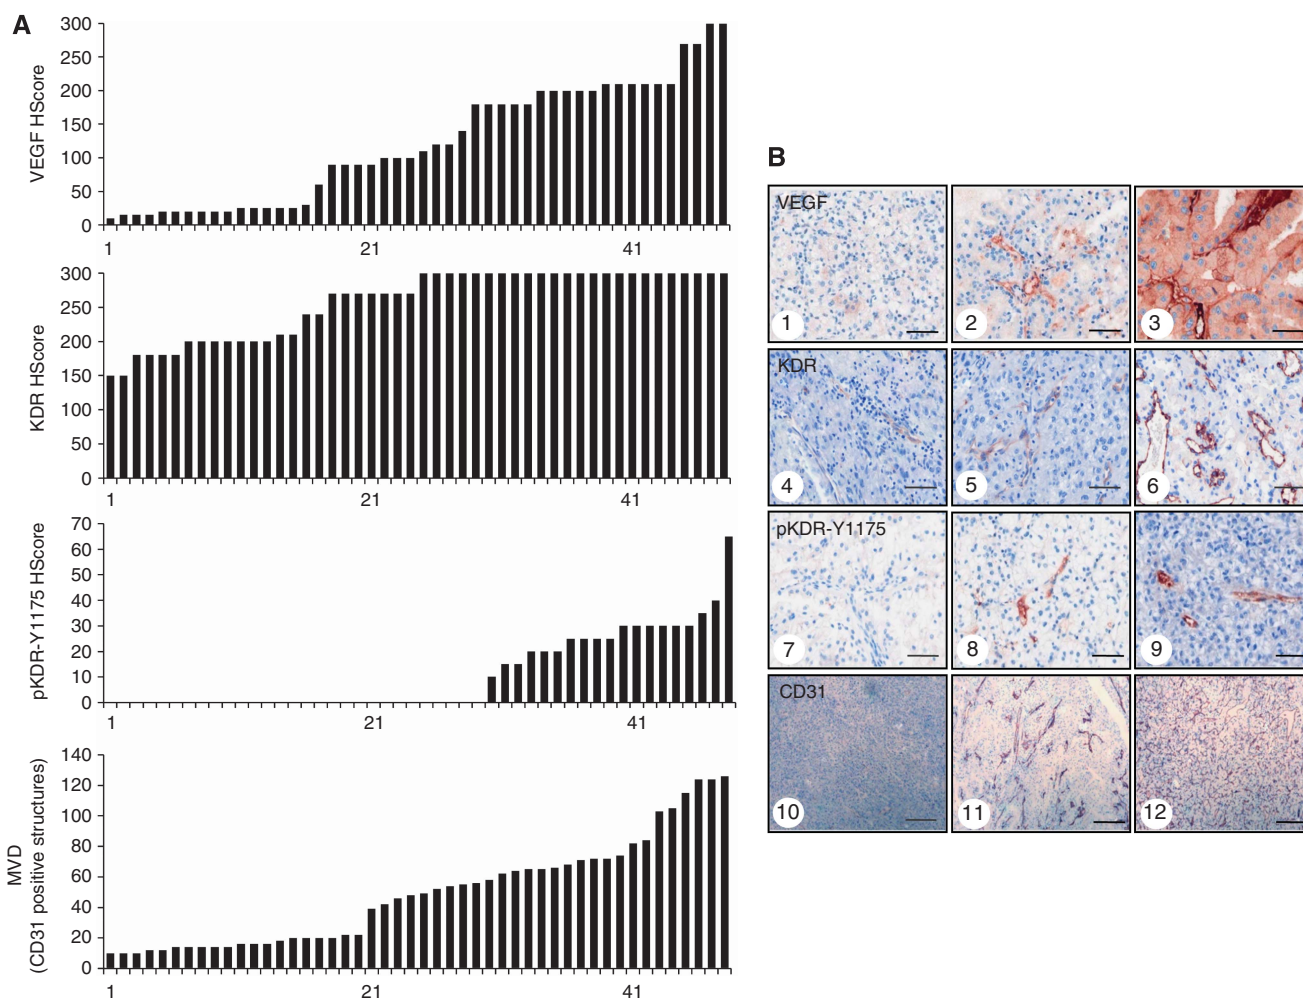 A
VEGF HScore
300
250
200
150
100
50
0
1 21 41
KDR HScore
300
250
200
150
100
50
0
1 21 41
pKDR-Y1175 HScore
70
60
50
40
30
20
10
0
1 21 41
MVD
(CD31 positive structures)
140
120
100
80
60
40
20
0
1 21 41
B
VEGF
1 2 3
KDR
4 5 6
pKDR-Y1175
7 8 9
CD31
10 11 12